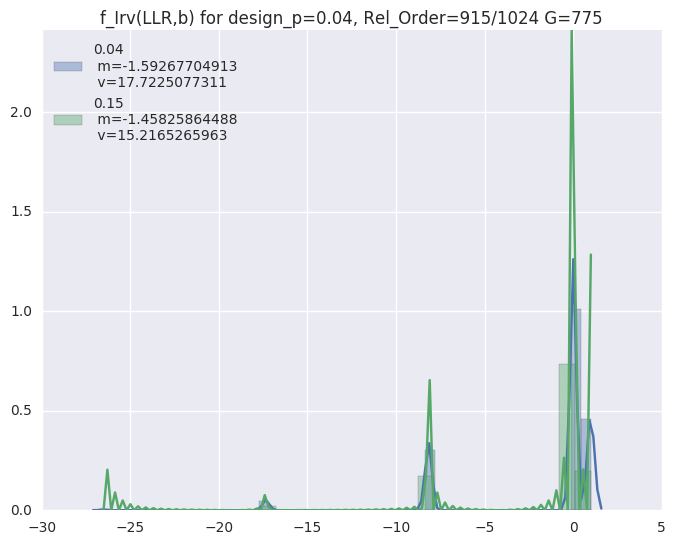 f_Irv(LLR,b) for design_p=0.04, Rel_Order=915/1024 G=775
0.04
m=-1.59267704913
v=17.7225077311
0.15
m=-1.45825864488
v=15.2165265963
2.0
1.5
1.0
0.5
0.0
−30 −25 −20 −15 −10 −5 0 5